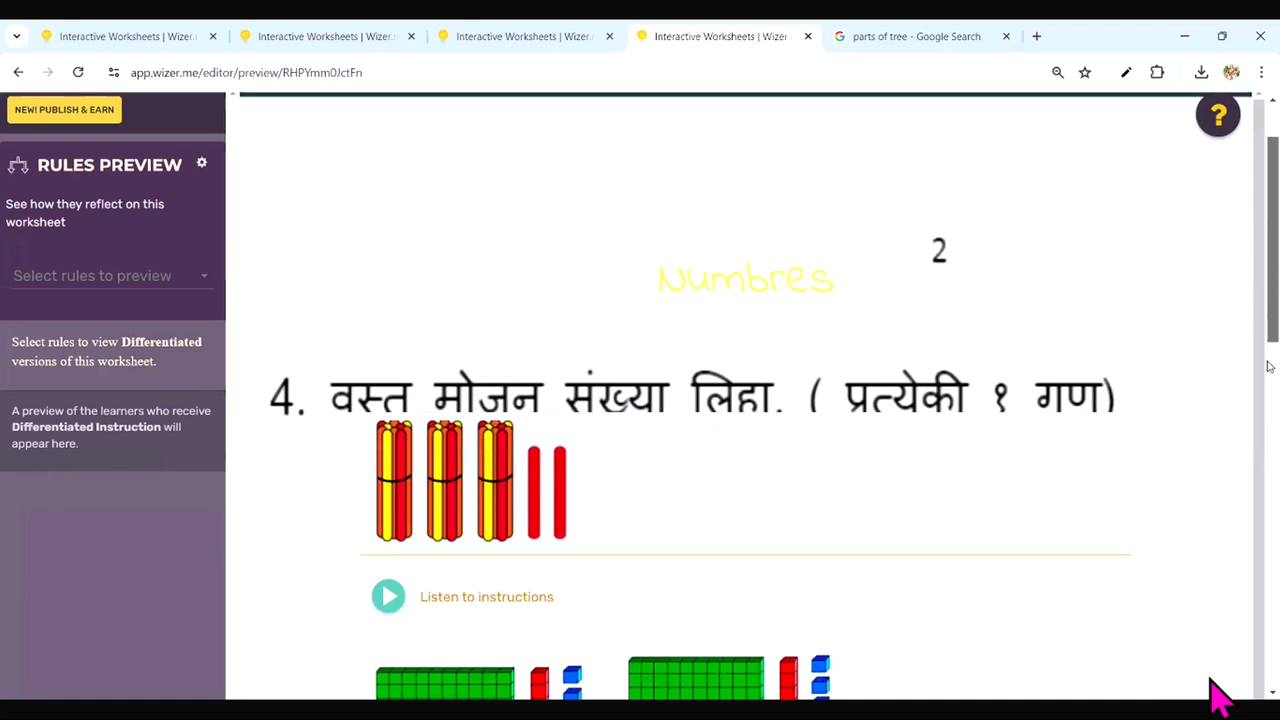 Interactive Worksheets | Wizer.r
Interactive Worksheets | Wizer.
Interactive Worksheets | Wizer.
Interactive Worksheets | Wizer
parts of tree - Google Search
app.wizer.me/editor/preview/RHPYmm0JctFn
NEW! PUBLISH & EARN
?
RULES PREVIEW
See how they reflect on this
worksheet
Select rules to preview
Select rules to view Differentiated
versions of this worksheet.
A preview of the learners who receive
Differentiated Instruction will
appear here.
2
Numbres
4. वस्त मोजन संख्या लिहा. ( प्रत्येकी १ गण)
Listen to instructions